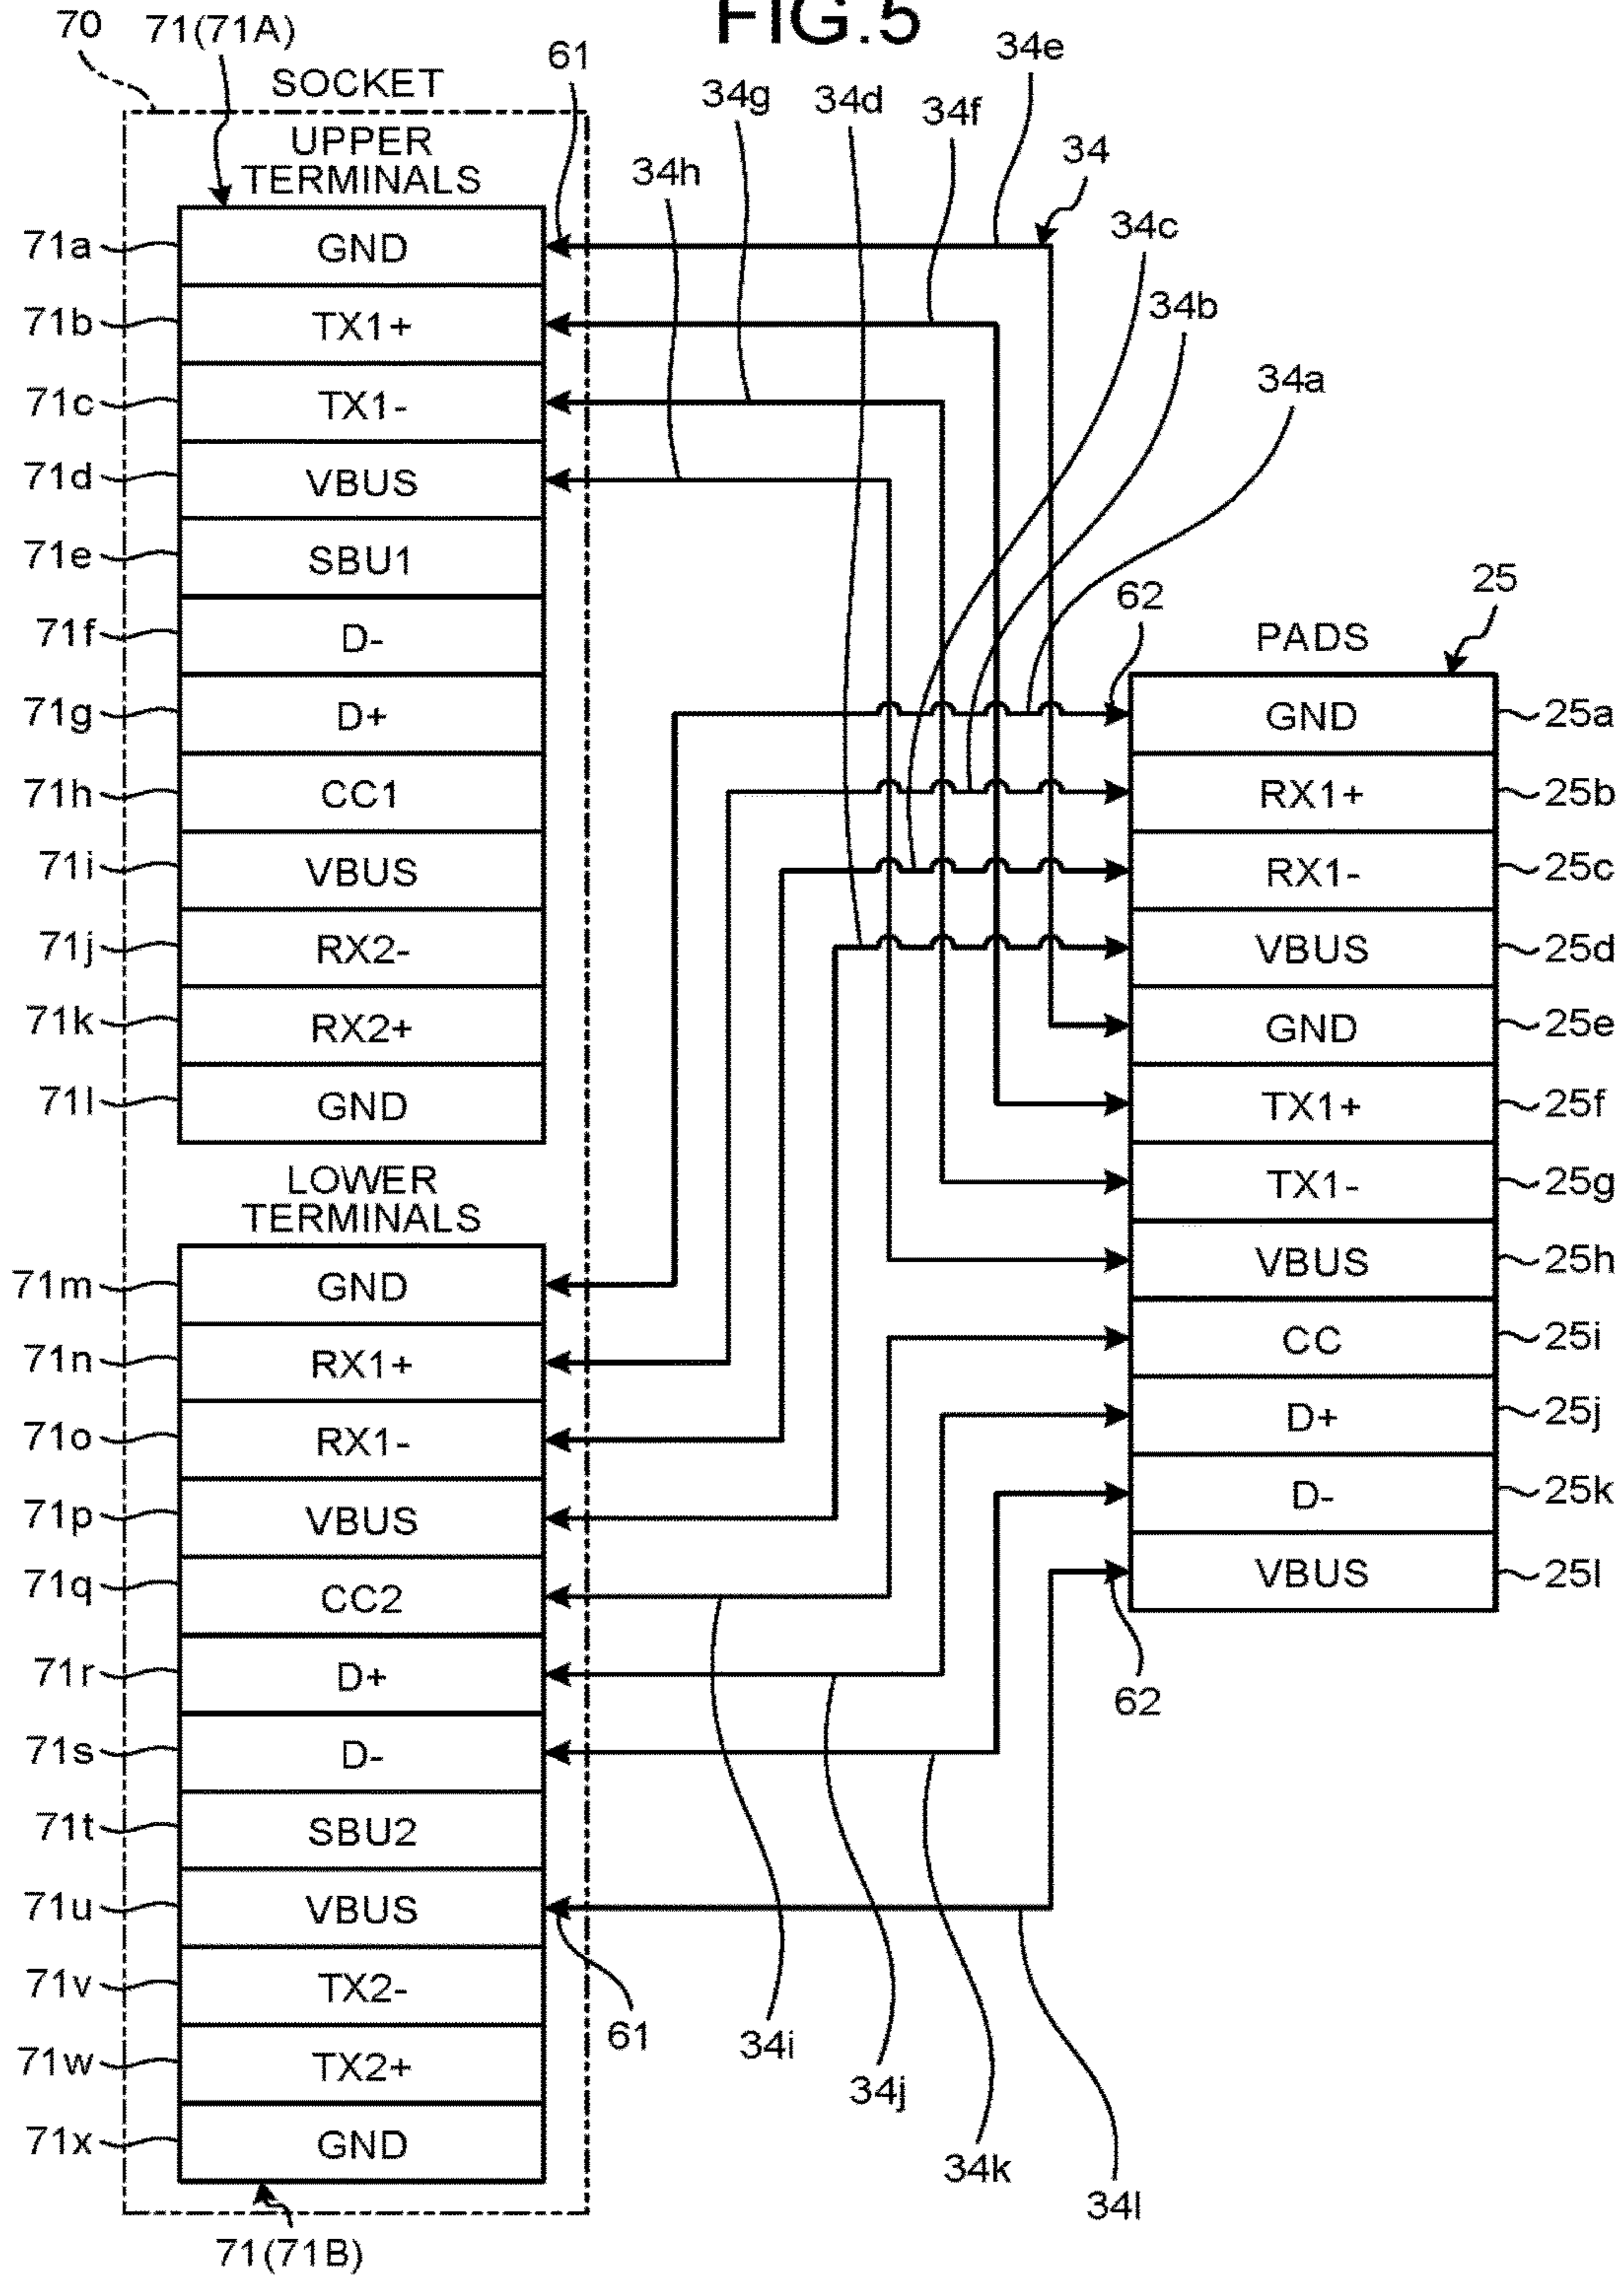 FIG.5
70
71(71A)
61
34e
34g
34d
34f
34
34h
34c
34b
34a
SOCKET
UPPER
TERMINALS
71a GND
71b TX1+
71c TX1-
71d VBUS
71e SBU1
71f D-
71g D+
71h CC1
71i VBUS
71j RX2-
71k RX2+
71l GND
LOWER
TERMINALS
71m GND
71n RX1+
71o RX1-
71p VBUS
71q CC2
71r D+
71s D-
71t SBU2
71u VBUS
71v TX2-
71w TX2+
71x GND
71(71B)
62
25
PADS
GND 25a
RX1+ 25b
RX1- 25c
VBUS 25d
GND 25e
TX1+ 25f
TX1- 25g
VBUS 25h
CC 25i
D+ 25j
D- 25k
VBUS 25l
62
61
34i
34j
34k
34l